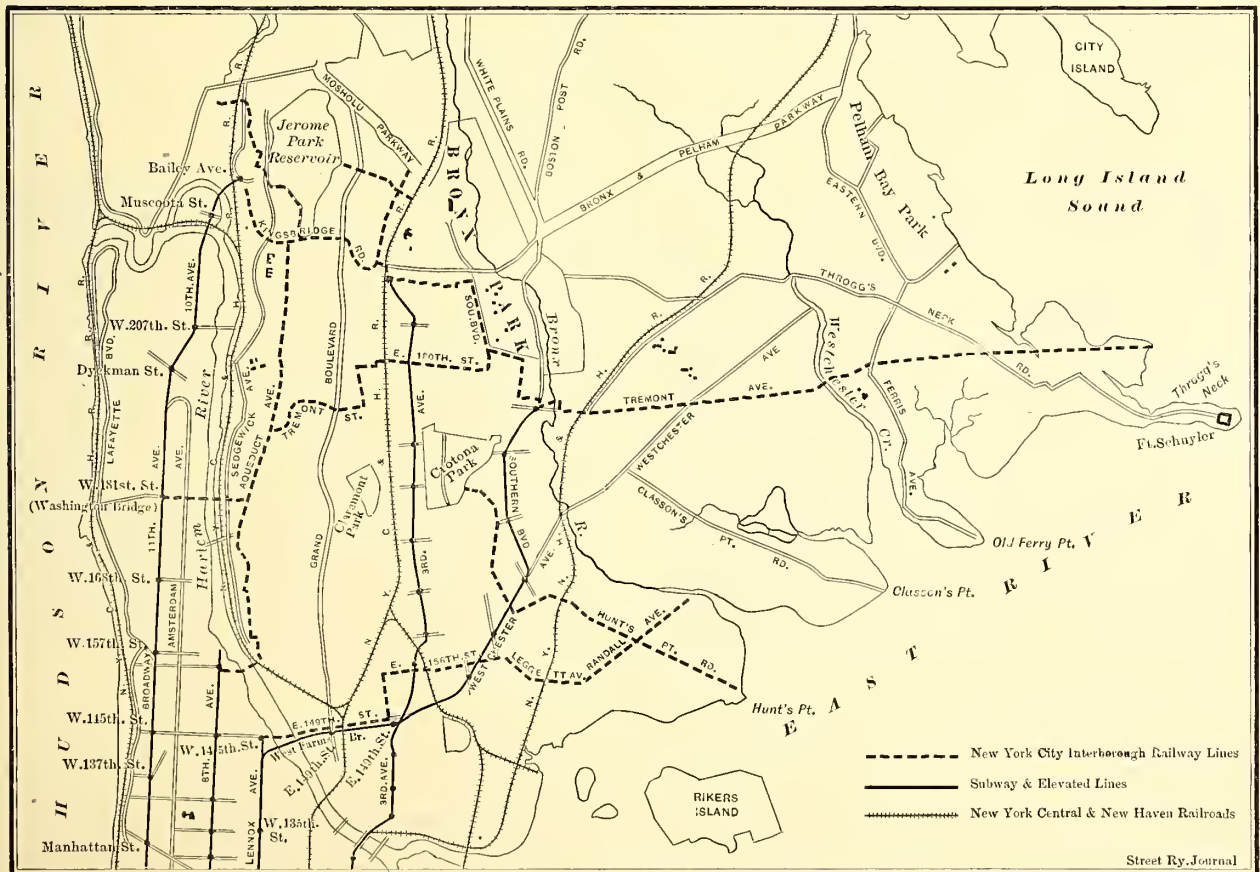 HUDSON RIVER
MOSHOLU PARKWAY
Jerome
Park
Reservoir
WHITE PLAINS
RD.
BOSTON POST
RD.
BRONX
PARK
BRONX & PELHAM PARKWAY
CITY
ISLAND
Pelham Bay Park
EASTERN
BVD.
Long Island
Sound
Bailey Ave.
Muscoota St.
KINGSBRIDGE
RD.
10TH. AVE.
W.207th. St.
Dyckman St.
LAFAYETTE BVD.
Harlem River
SEDGEWICK AVE.
AQUEDUCT AVE.
TREMONT
ST.
BOULEVARD
GRAND
E. 180TH. ST.
SOU. BVD.
Bronx
R.
3RD. AVE.
Crotona
Park
Claramont
Park
SOUTHERN
BVD
TREMONT AVE.
WESTCHESTER AVE
CLASSON'S
PT.
RD.
THROGG'S
NECK
RD.
Westchester
Cr.
FERRIS
AVE.
Throgg's
Neck
Ft.Schuyler
Old Ferry Pt.
Classon's Pt.
Hunt's Pt.
EAST RIVER
W.181st. St.
(Washington Bridge)
11TH. AVE.
AMSTERDAM AVE.
W.168th. St.
W.157th. St.
BROADWAY
W.145th. St.
W.145th.St.
W.137th. St.
8TH. AVE.
LENNOX AVE.
W.135th.
St.
Manhattan St.
E. 149TH. ST.
West Farms Br.
E.149th.St.
E.149th.St.
3RD. AVE.
E. 156TH. ST.
WESTCHESTER AVE.
LEGGETT AV.
RANDALL AVE.
HUNT'S
PT.
RD.
N. Y. C. & H. R. R. R.
N. Y. N. H. & H. R. R.
RIKERS
ISLAND
New York City Interborough Railway Lines
Subway & Elevated Lines
New York Central & New Haven Railroads
Street Ry.Journal